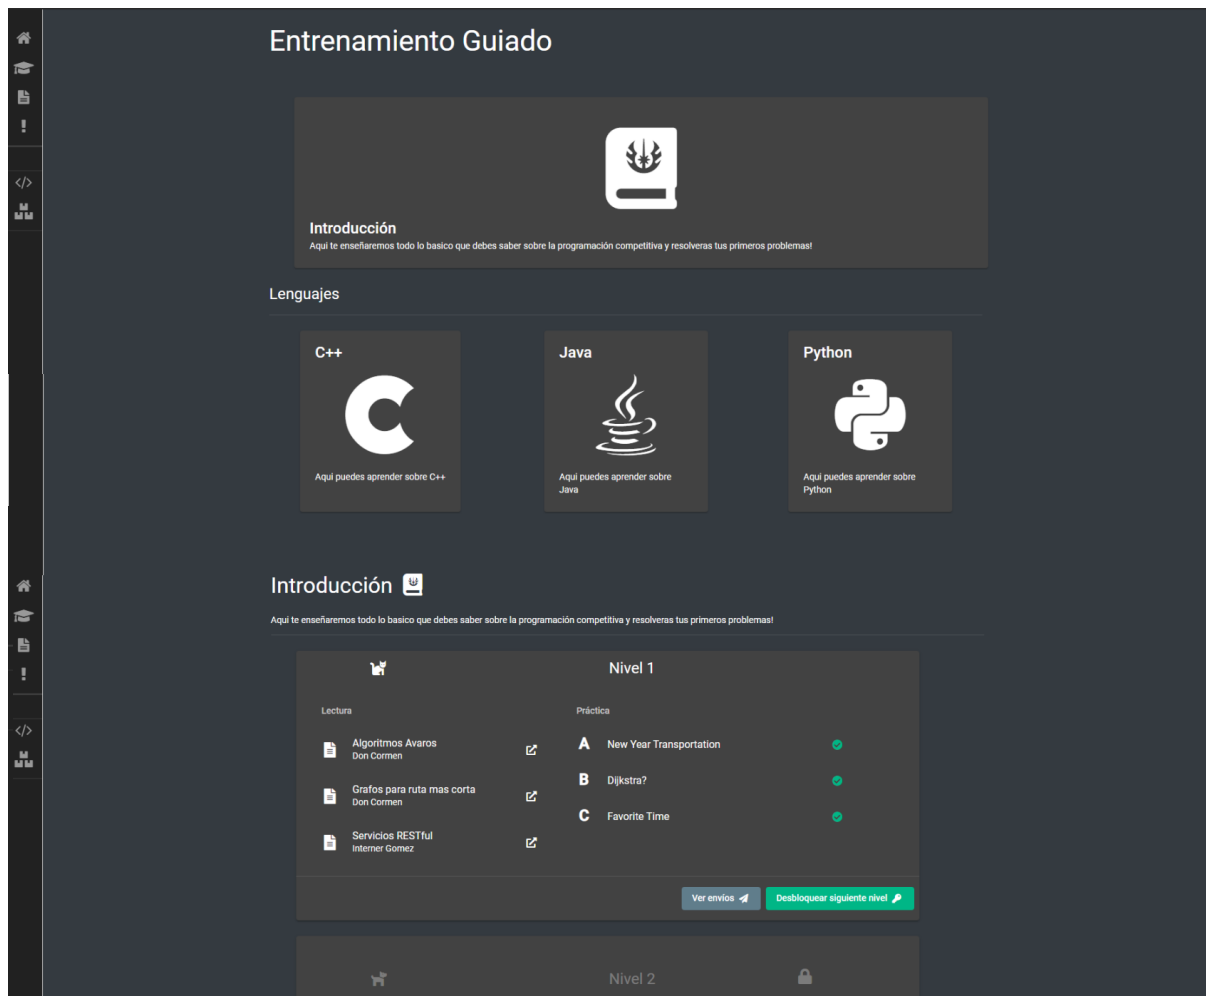 Entrenamiento Guiado
Introducción
Aqui te enseñaremos todo lo basico que debes saber sobre la programación competitiva y resolveras tus primeros problemas!
Lenguajes
C++
Aqui puedes aprender sobre C++
Java
Aqui puedes aprender sobre
Java
Python
Aqui puedes aprender sobre
Python
Introducción
Aqui te enseñaremos todo lo basico que debes saber sobre la programación competitiva y resolveras tus primeros problemas!
Nivel 1
Lectura
Algoritmos Avaros
Don Cormen
Grafos para ruta mas corta
Don Cormen
Servicios RESTful
Interner Gomez
Práctica
A New Year Transportation
B Dijkstra?
C Favorite Time
Ver envíos
Desbloquear siguiente nivel
Nivel 2